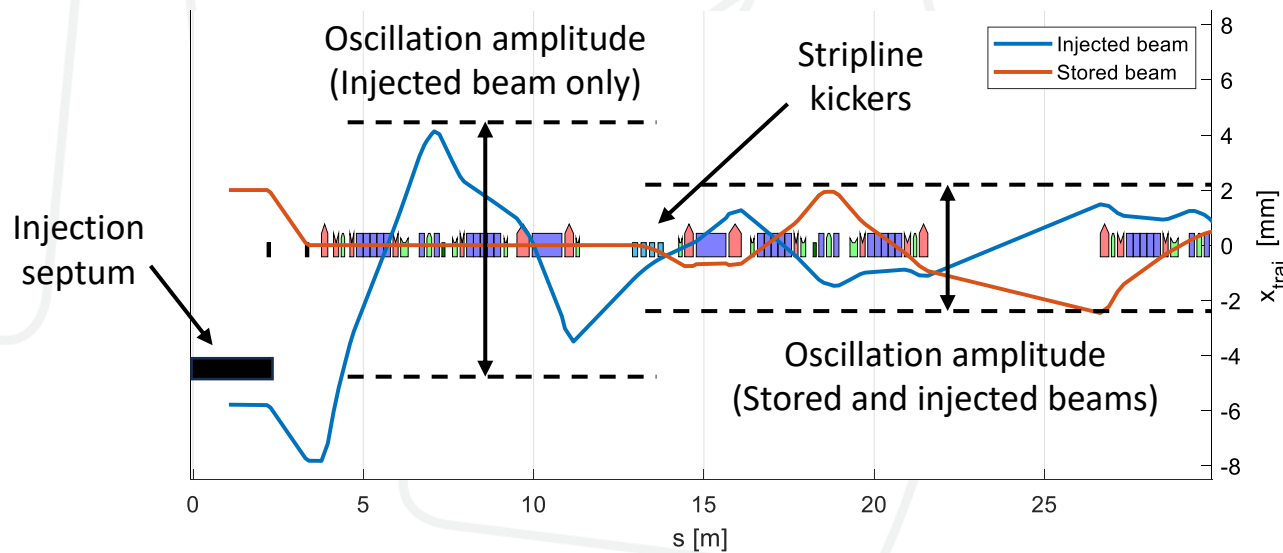 Oscillation amplitude
(Injected beam only)
Stripline
kickers
Injected beam
Stored beam
Injection
septum
Oscillation amplitude
(Stored and injected beams)
8
6
4
2
0
-2
-4
-6
-8
x_traj [mm]
0
5
10
15
20
25
s [m]